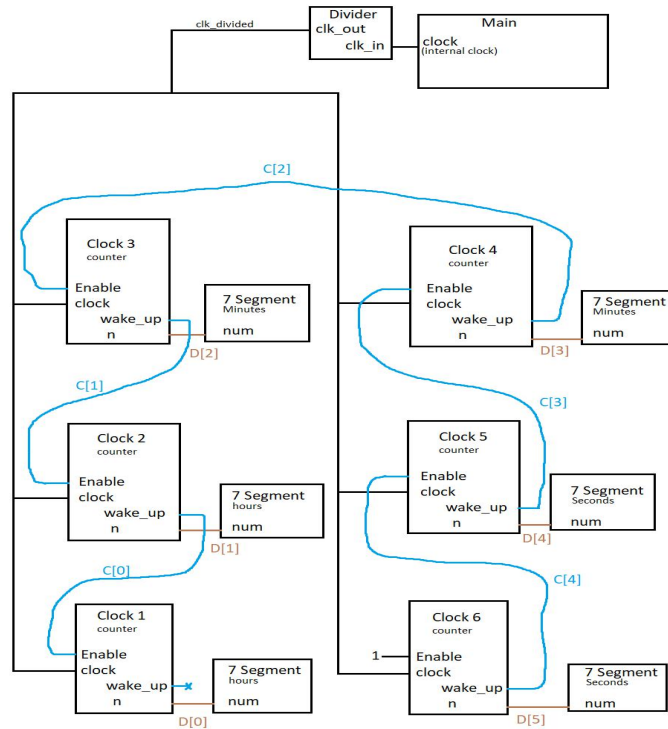 Divider
clk_out
clk_in
clk_divided
Main
clock
(internal clock)
C[2]
Clock 3
counter
Enable
clock
wake_up
n
7 Segment
Minutes
num
D[2]
Clock 4
counter
Enable
clock
wake_up
n
7 Segment
Minutes
num
D[3]
C[1]
C[3]
Clock 2
counter
Enable
clock
wake_up
n
7 Segment
hours
num
D[1]
Clock 5
counter
Enable
clock
wake_up
n
7 Segment
Seconds
num
D[4]
C[0]
C[4]
Clock 1
counter
Enable
clock
wake_up
n
7 Segment
hours
num
D[0]
Clock 6
counter
1
Enable
clock
wake_up
n
7 Segment
Seconds
num
D[5]